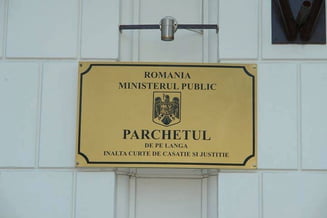 ROMANIA
MINISTERUL PUBLIC
PARCHETUL
DE PE LANGA
INALTA CURTE DE CASATIE SI JUSTITIE